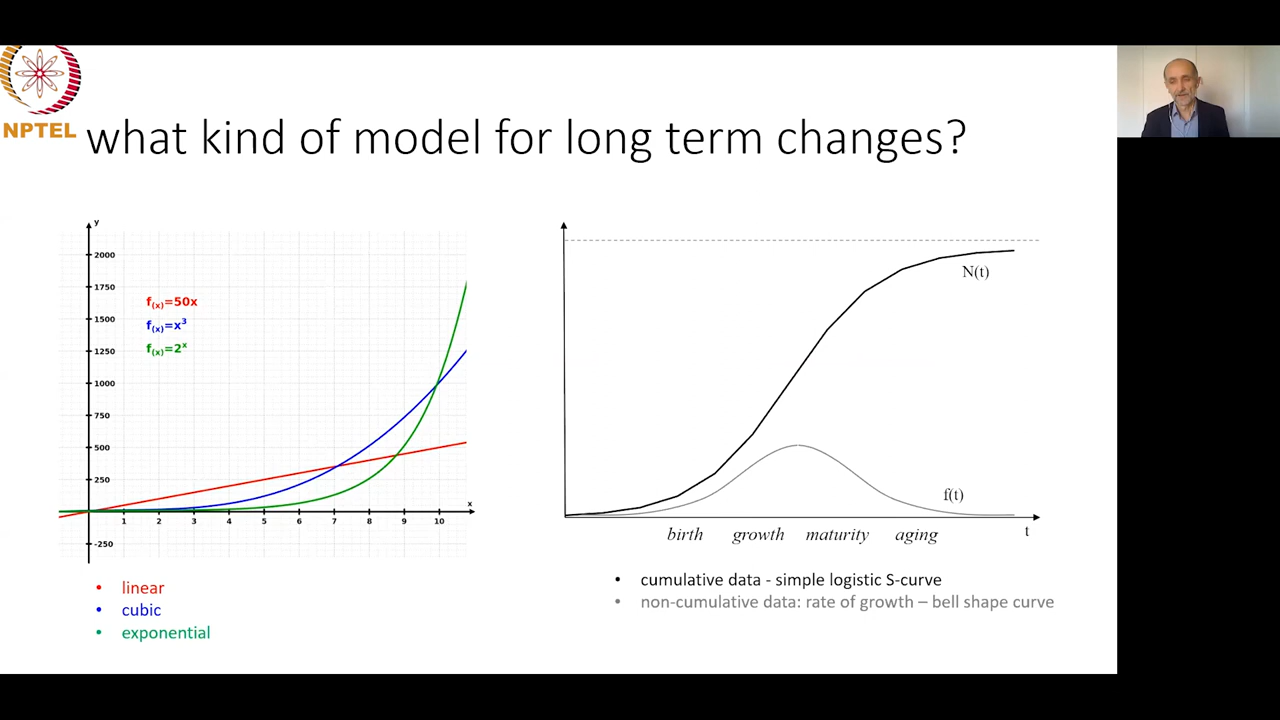 NPTEL
what kind of model for long term changes?
y
2000
1750
1500
1250
1000
750
500
250
-250
f(x)=50x
f(x)=x³
f(x)=2ˣ
x
1 2 3 4 5 6 7 8 9 10
• linear
• cubic
• exponential
N(t)
f(t)
birth growth maturity aging t
• cumulative data - simple logistic S-curve
• non-cumulative data: rate of growth – bell shape curve